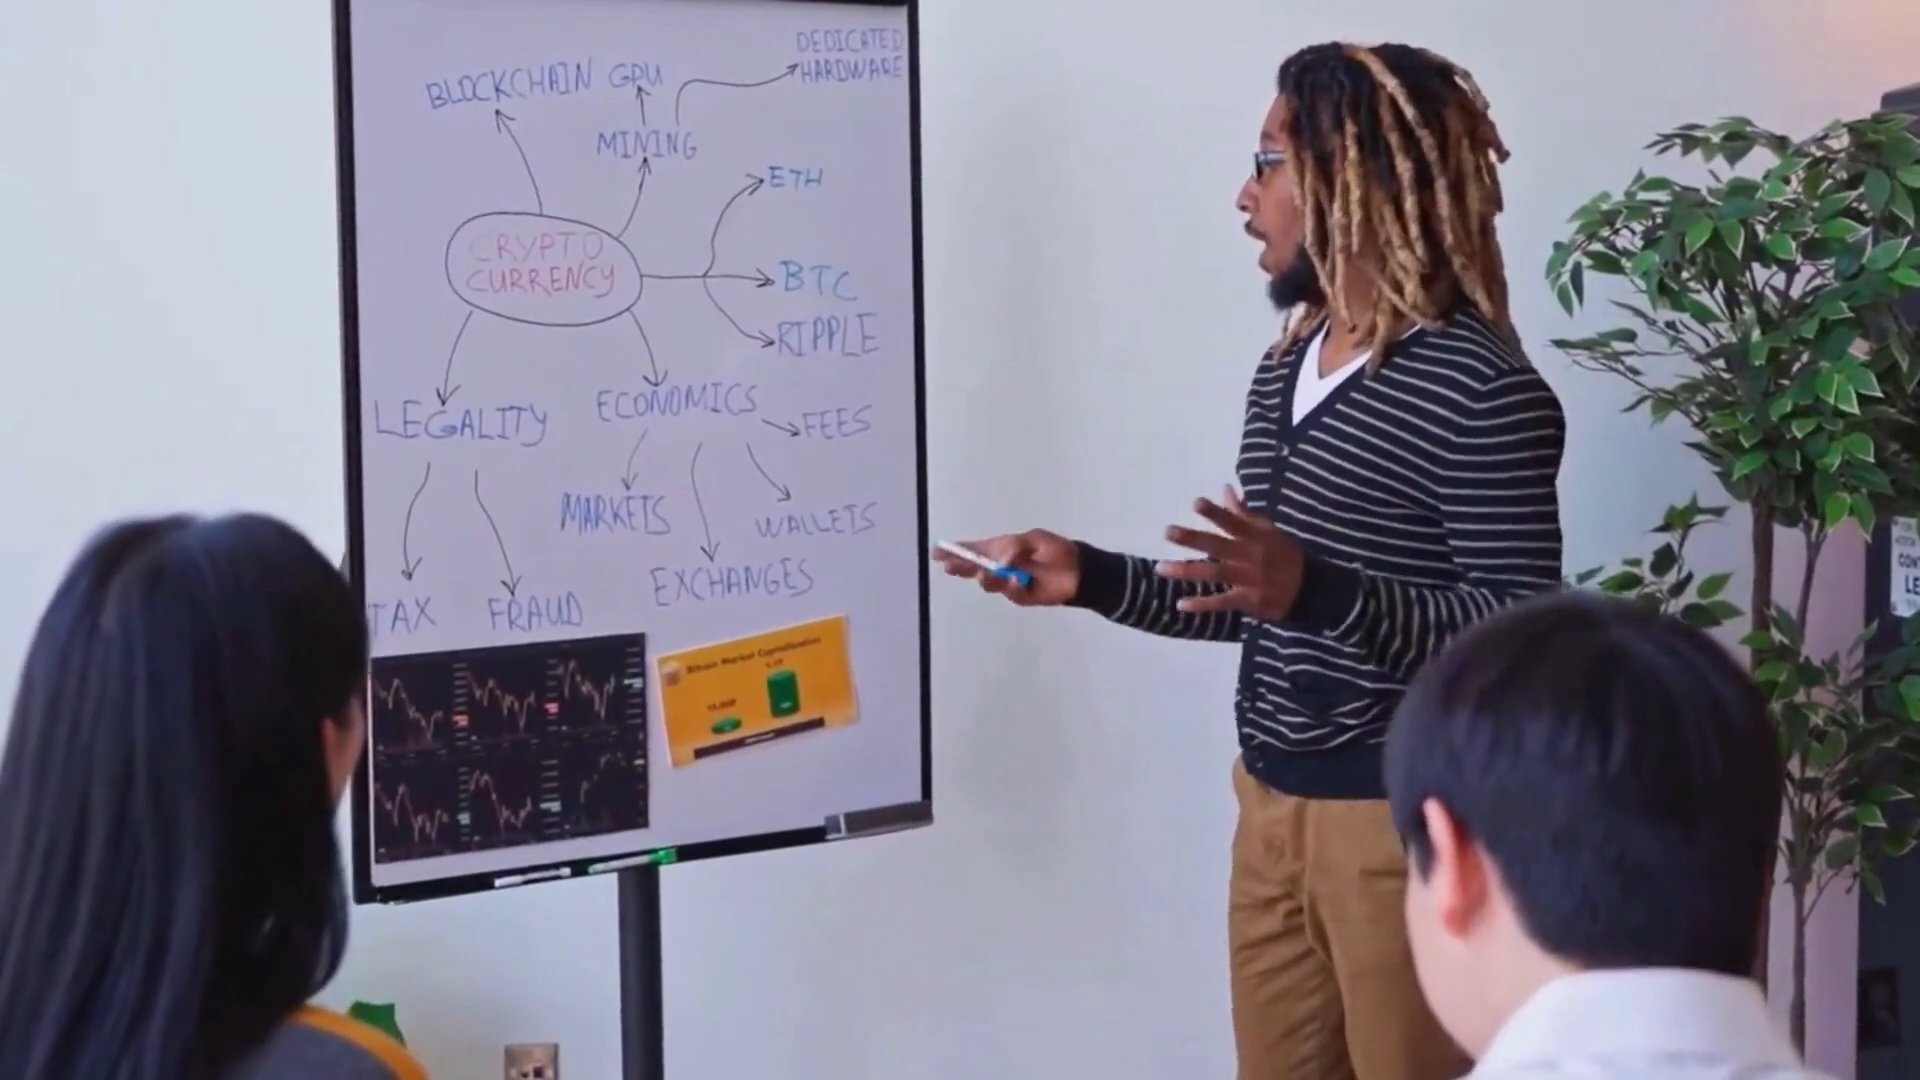 DEDICATED
HARDWARE
BLOCKCHAIN
GPU
MINING
ETH
CRYPTO
CURRENCY
BTC
RIPPLE
LEGALITY
ECONOMICS
FEES
MARKETS
WALLETS
EXCHANGES
TAX
FRAUD
Bitcoin Market Capitalization